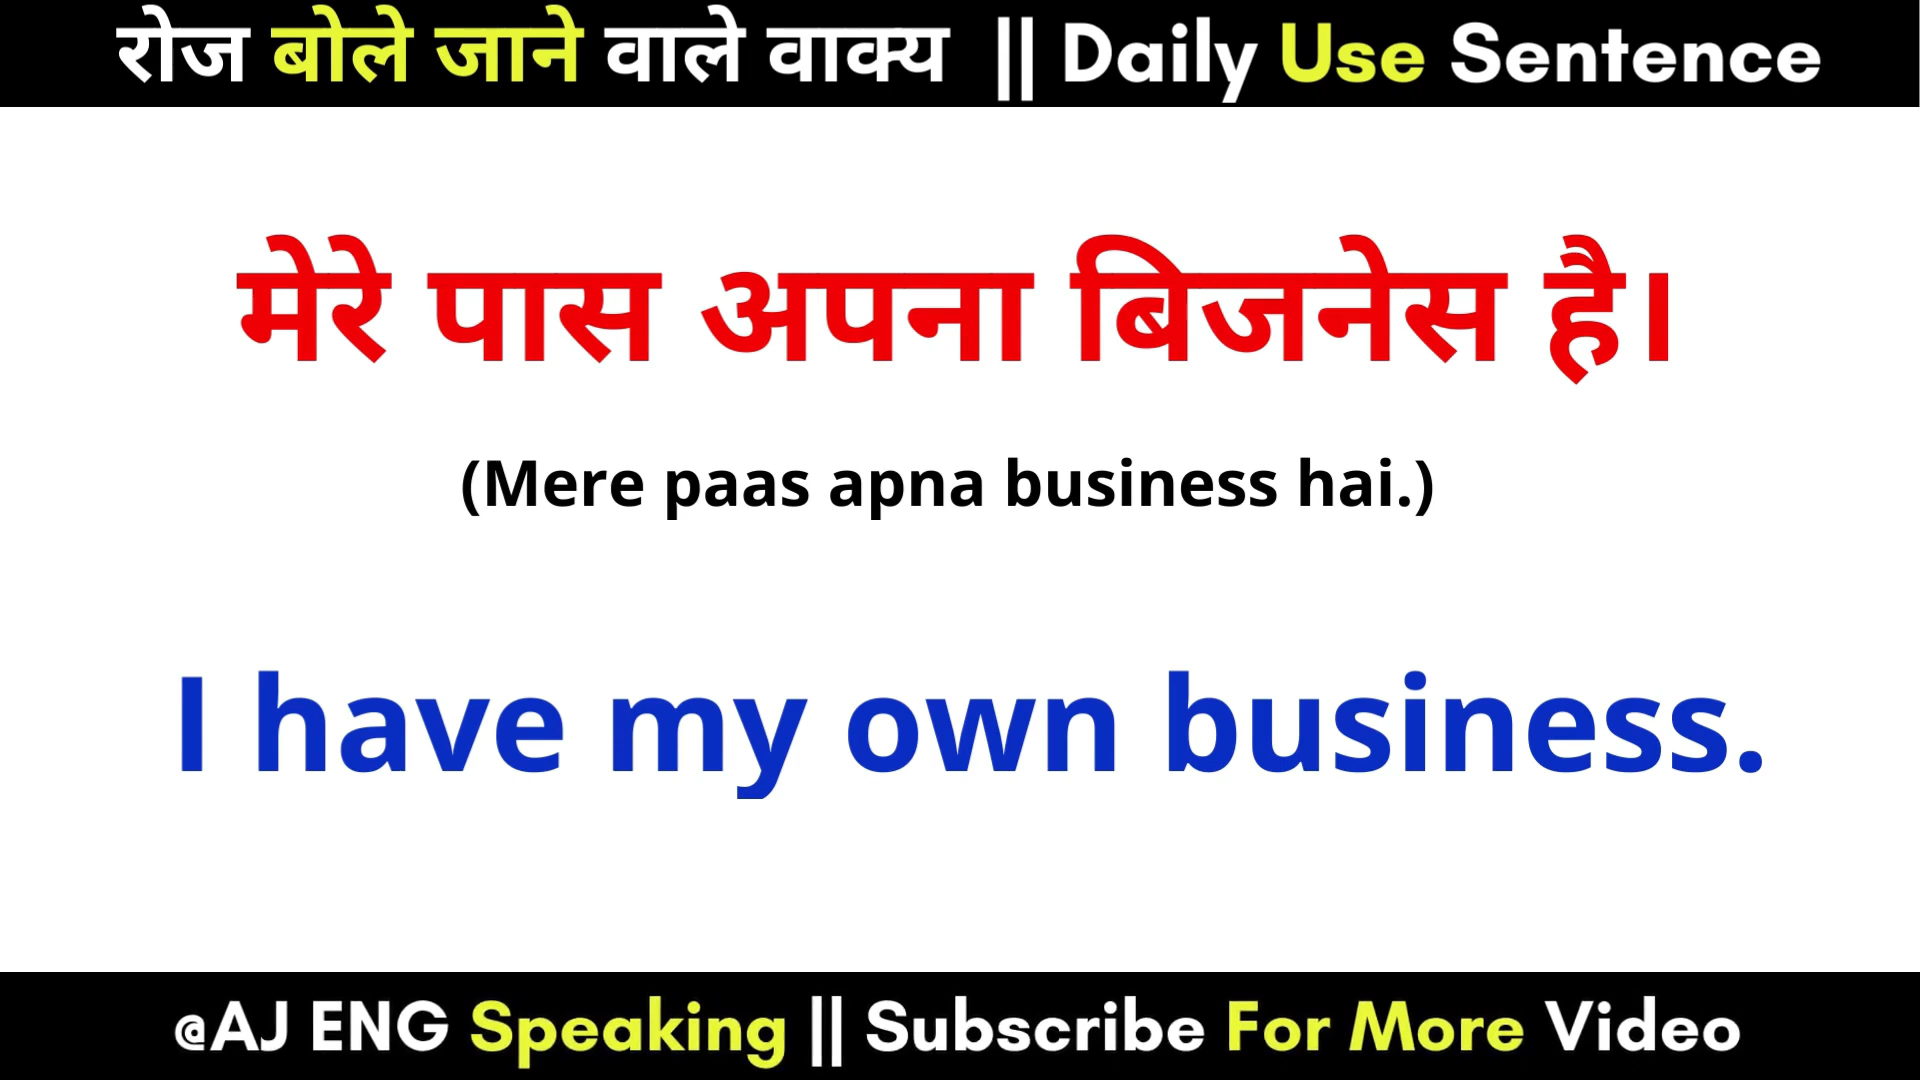 रोज बोले जाने वाले वाक्य || Daily Use Sentence
मेरे पास अपना बिजनेस है।
(Mere paas apna business hai.)
I have my own business.
@AJ ENG Speaking || Subscribe For More Video